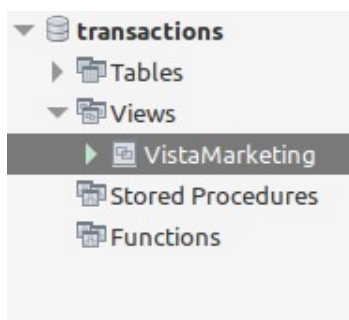 transactions
Tables
Views
VistaMarketing
Stored Procedures
Functions